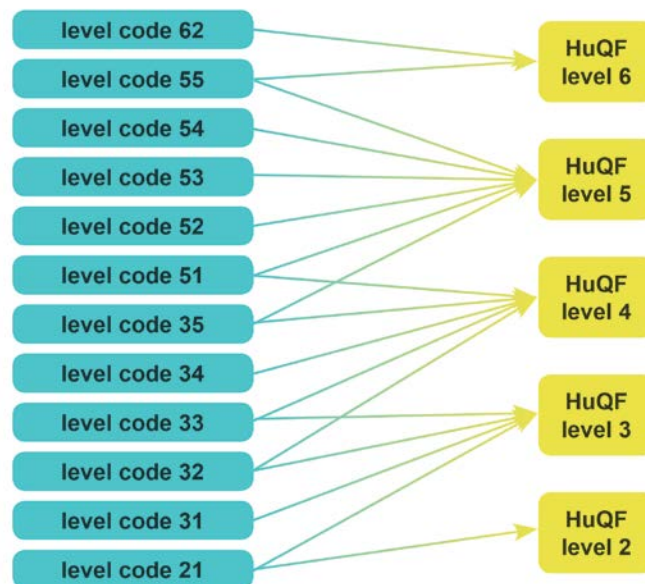 level code 62
level code 55
level code 54
level code 53
level code 52
level code 51
level code 35
level code 34
level code 33
level code 32
level code 31
level code 21
HuQF
level 6
HuQF
level 5
HuQF
level 4
HuQF
level 3
HuQF
level 2